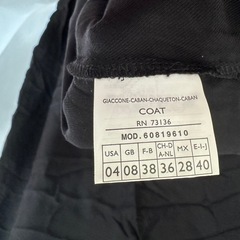 GIACCONE-CABAN-CHAQUETON-CABAN
COAT
RN 73136
MOD. 60819610
USA GB F-B CH-D A-NL MX E-I-J
04 08 38 36 28 40